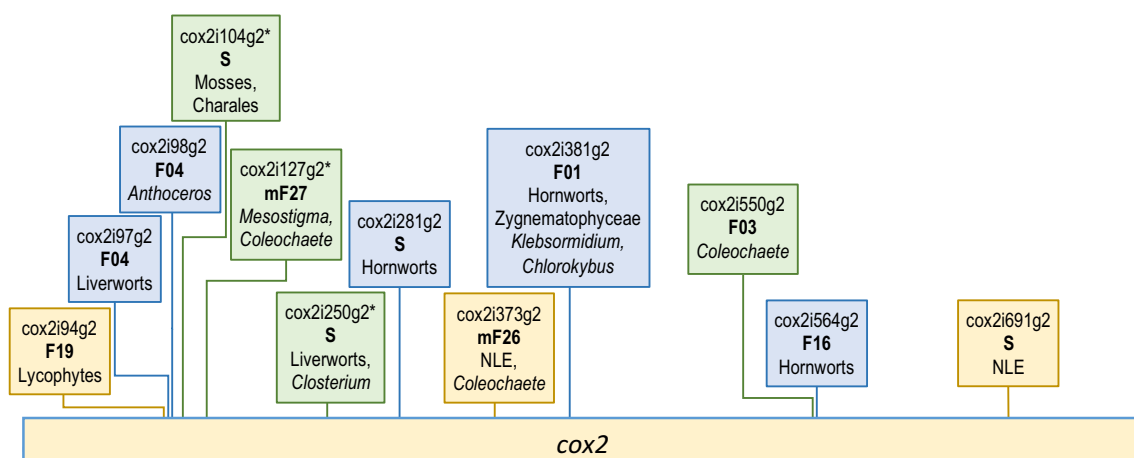 cox2i104g2*
S
Mosses,
Charales
cox2i98g2
F04
Anthoceros
cox2i127g2*
mF27
Mesostigma,
Coleochaete
cox2i381g2
F01
Hornworts,
Zygnematophyceae
Klebsormidium,
Chlorokybus
cox2i550g2
F03
Coleochaete
cox2i97g2
F04
Liverworts
cox2i281g2
S
Hornworts
cox2i94g2
F19
Lycophytes
cox2i250g2*
S
Liverworts,
Closterium
cox2i373g2
mF26
NLE,
Coleochaete
cox2i564g2
F16
Hornworts
cox2i691g2
S
NLE
cox2